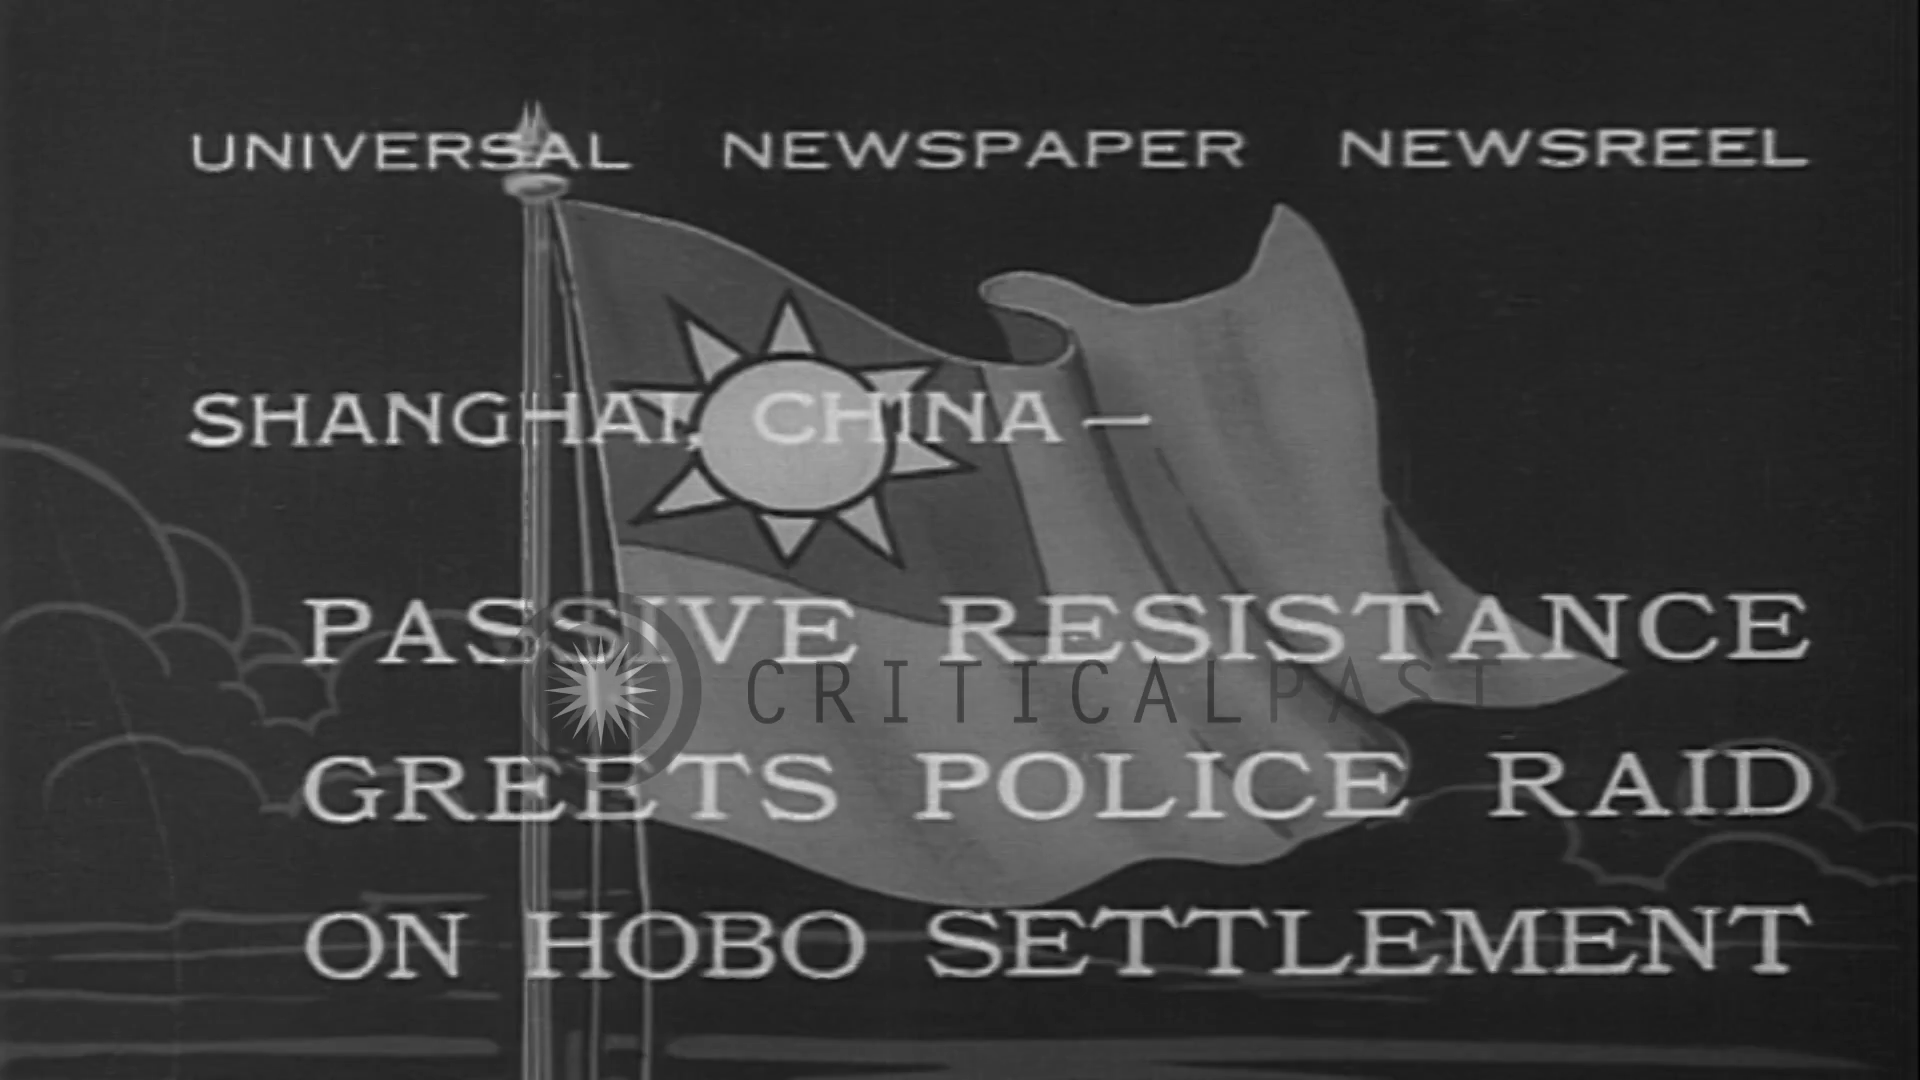 UNIVERSAL NEWSPAPER NEWSREEL
SHANGHAI, CHINA —
PASSIVE RESISTANCE
CRITICALPAST
GREETS POLICE RAID
ON HOBO SETTLEMENT